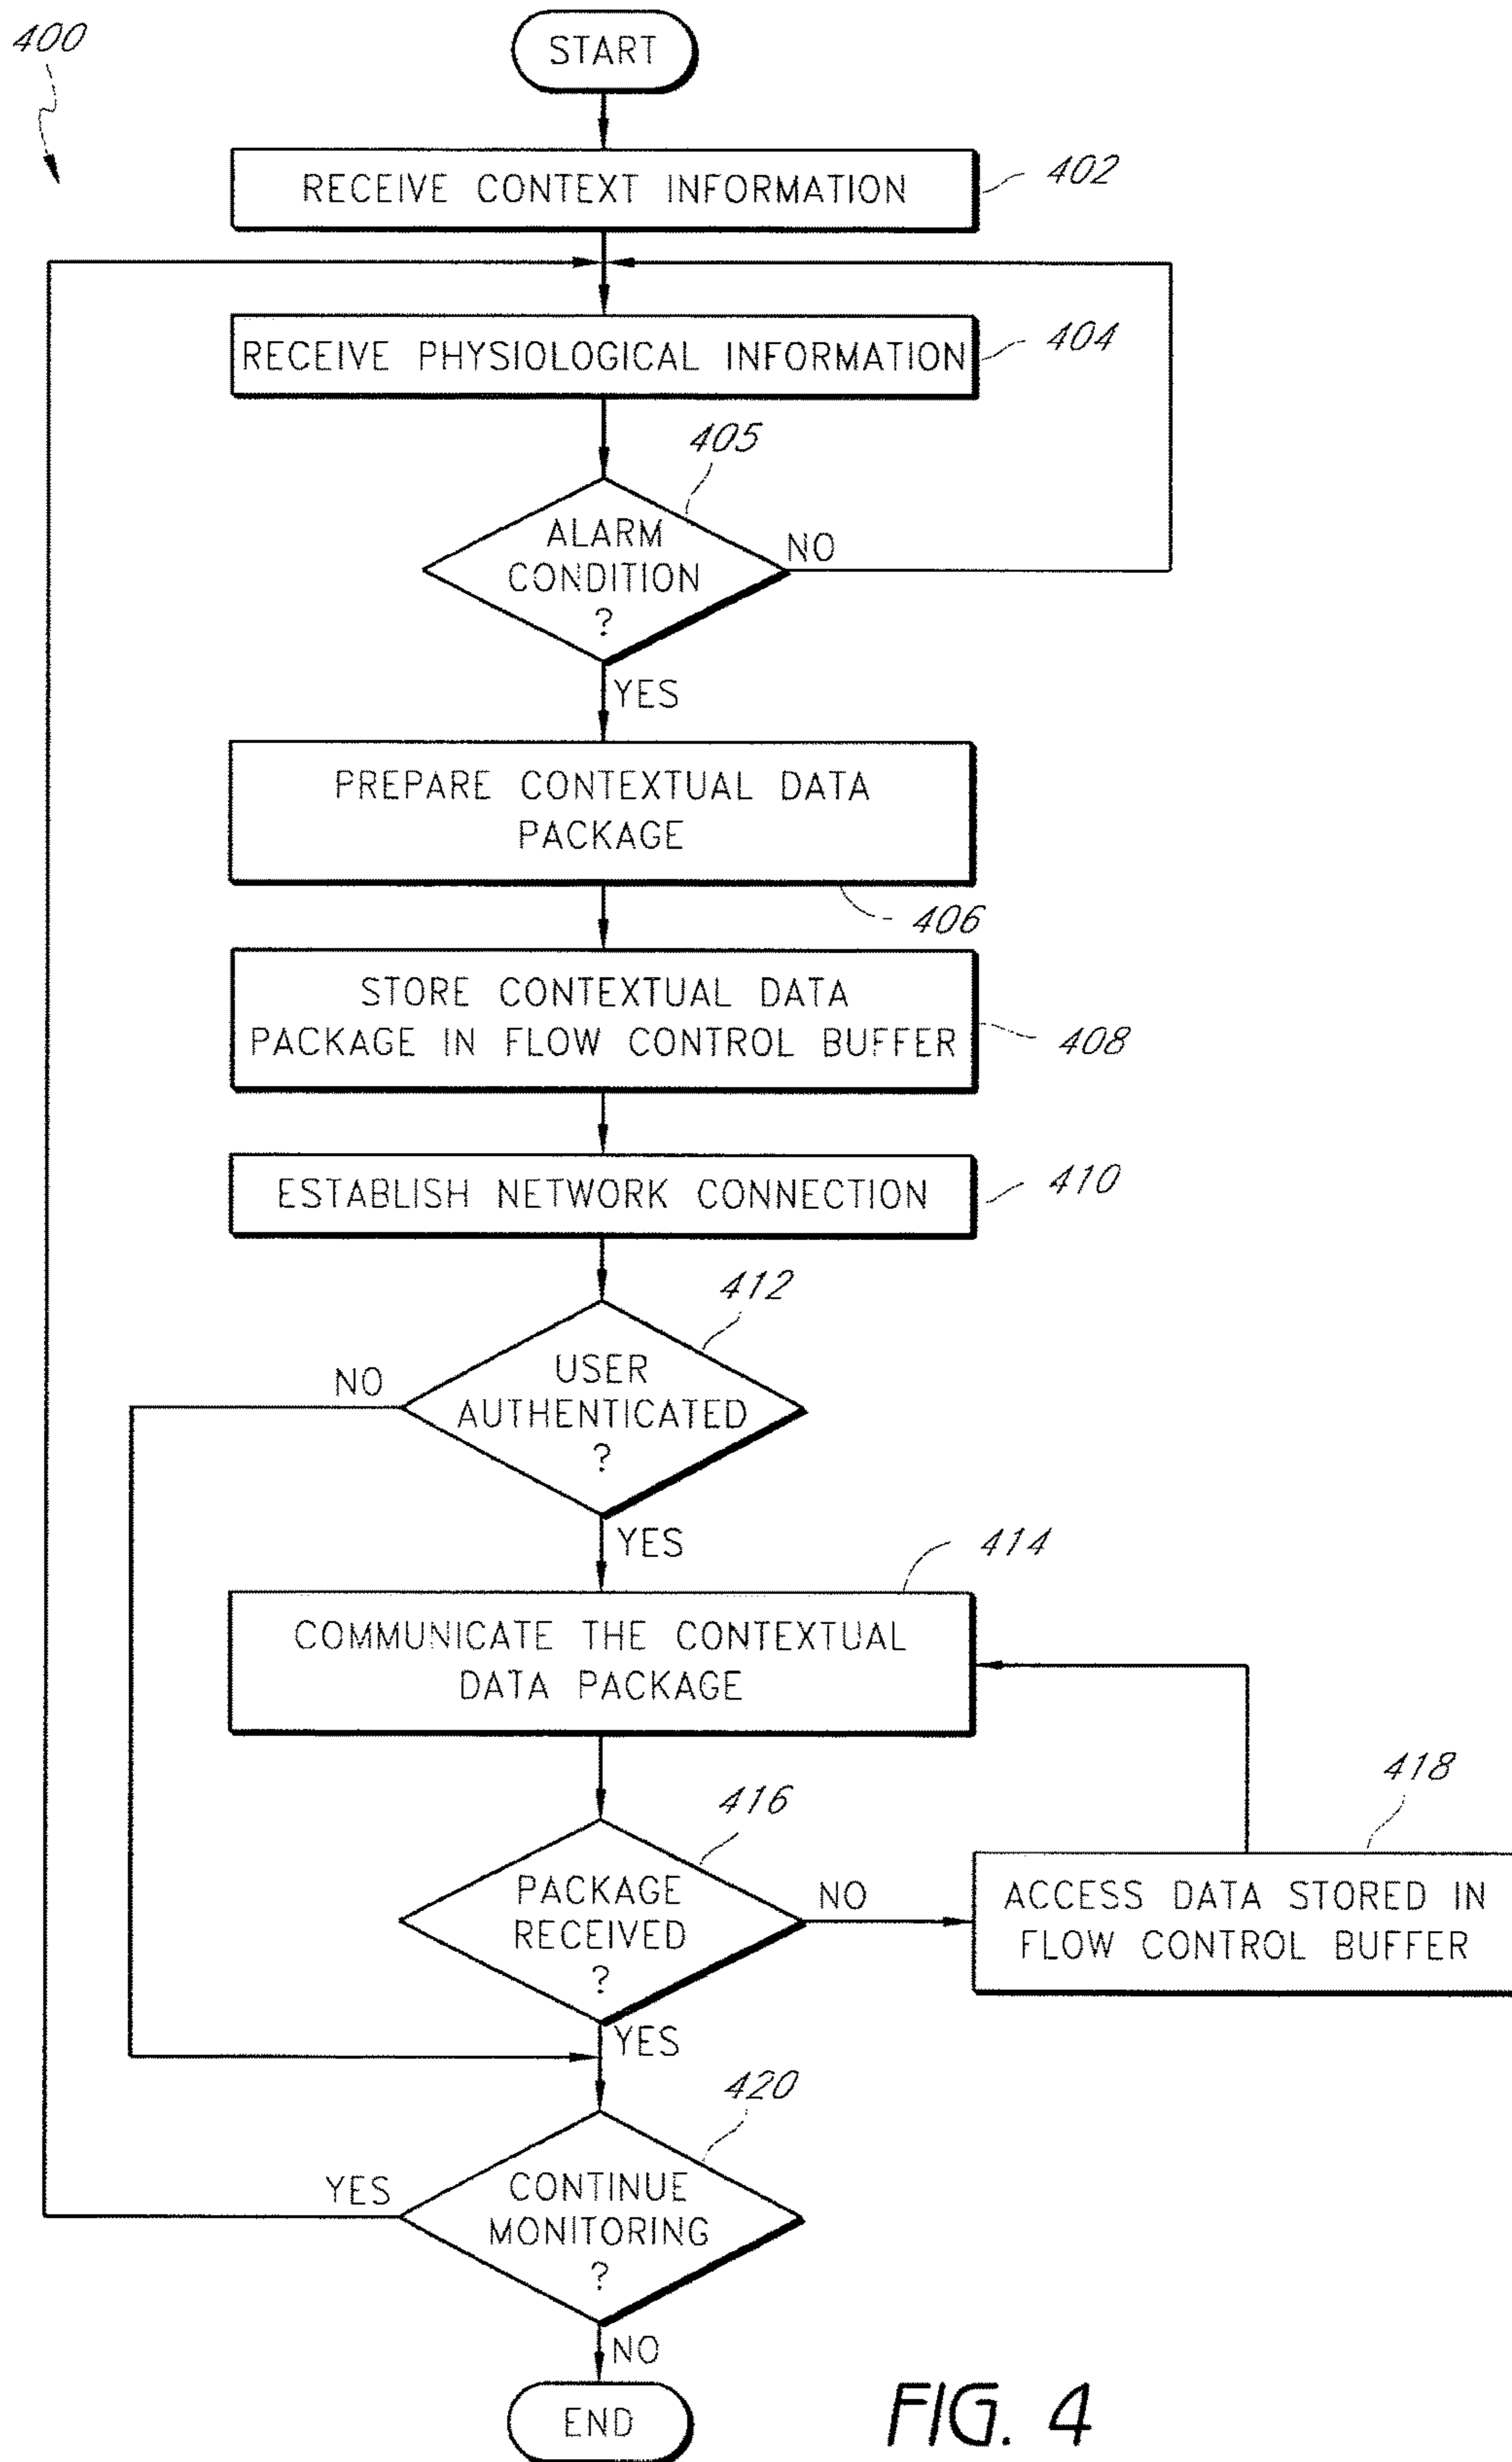 400
START
RECEIVE CONTEXT INFORMATION
402
RECEIVE PHYSIOLOGICAL INFORMATION
404
405
ALARM
CONDITION
?
NO
YES
PREPARE CONTEXTUAL DATA
PACKAGE
406
STORE CONTEXTUAL DATA
PACKAGE IN FLOW CONTROL BUFFER
408
ESTABLISH NETWORK CONNECTION
410
412
USER
AUTHENTICATED
?
NO
YES
414
COMMUNICATE THE CONTEXTUAL
DATA PACKAGE
416
PACKAGE
RECEIVED
?
NO
418
ACCESS DATA STORED IN
FLOW CONTROL BUFFER
YES
420
CONTINUE
MONITORING
?
YES
NO
END
FIG. 4